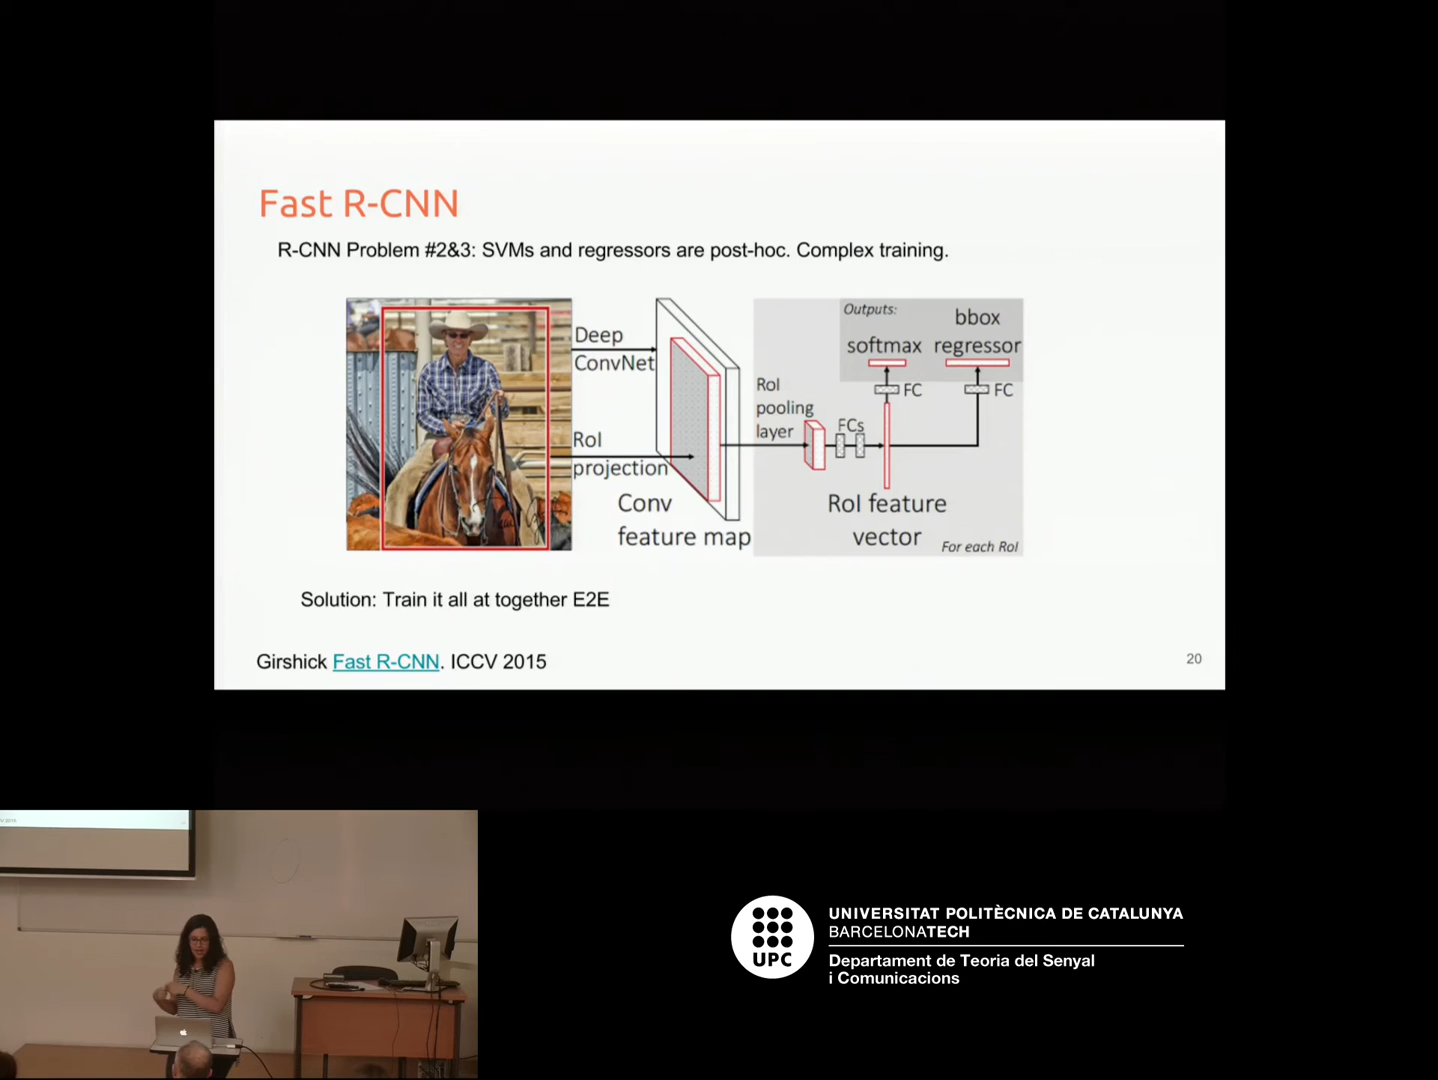 Fast R-CNN
R-CNN Problem #2&3: SVMs and regressors are post-hoc. Complex training.
Deep
ConvNet
RoI
projection
Conv
feature map
RoI
pooling
layer
FCs
Outputs:
softmax
bbox
regressor
FC
FC
RoI feature
vector
For each RoI
Solution: Train it all at together E2E
Girshick Fast R-CNN. ICCV 2015
20
UPC
UNIVERSITAT POLITÈCNICA DE CATALUNYA
BARCELONATECH
Departament de Teoria del Senyal
i Comunicacions